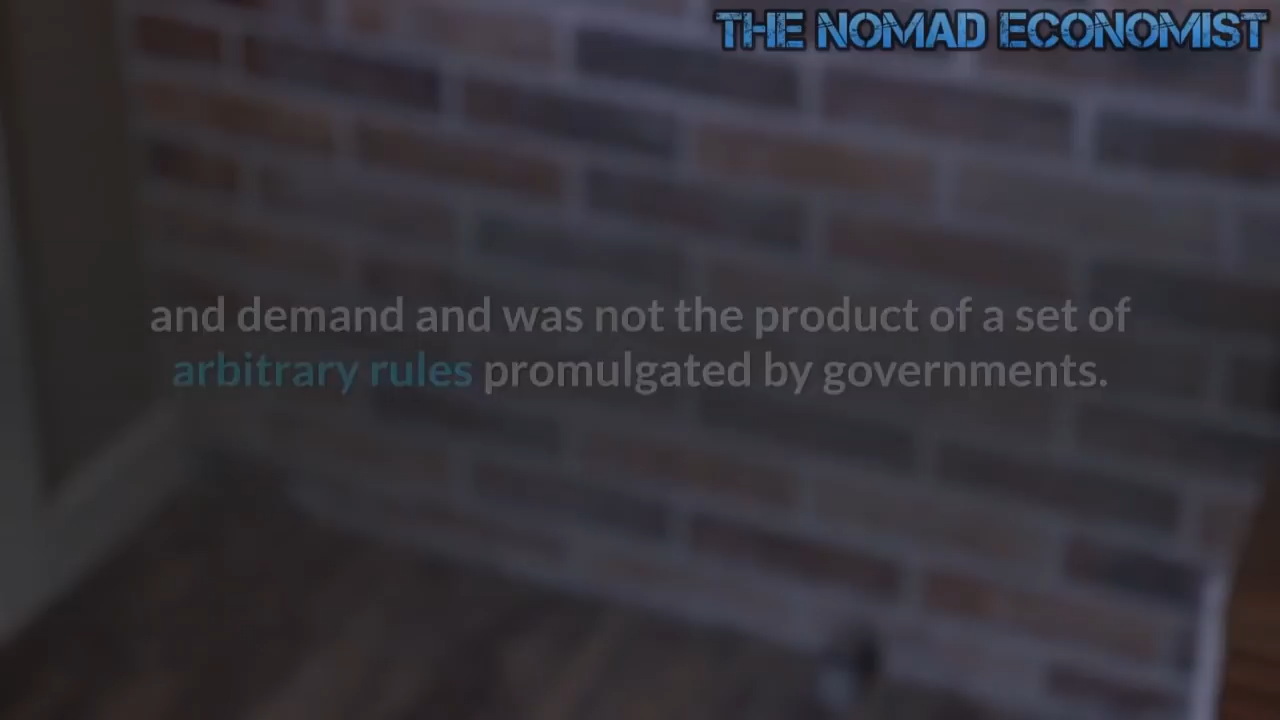 THE NOMAD ECONOMIST
and demand and was not the product of a set of
arbitrary rules promulgated by governments.